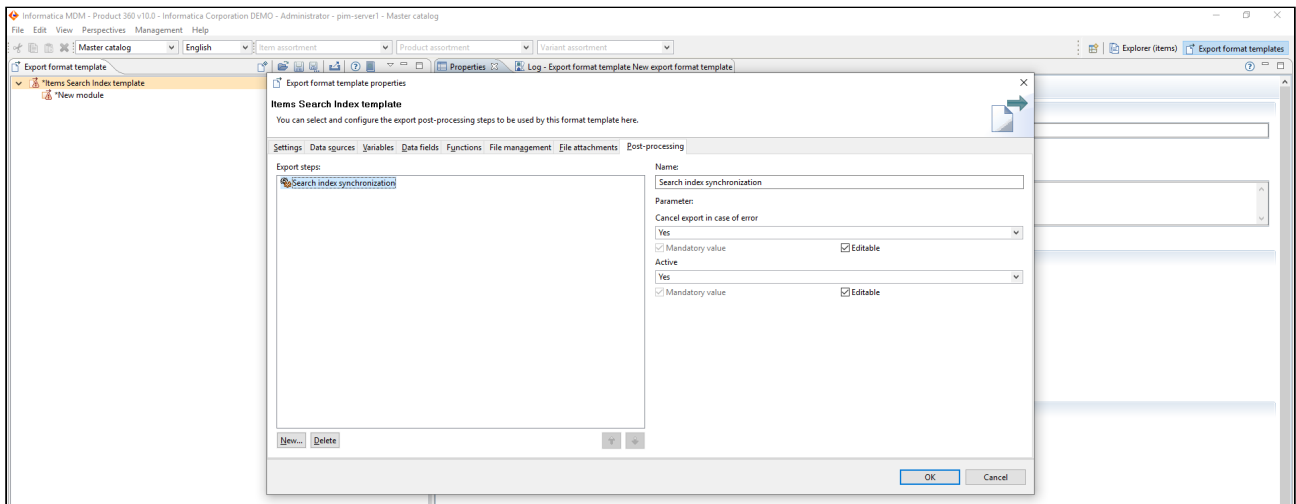 Informatica MDM - Product 360 v10.0 - Informatica Corporation DEMO - Administrator - pim-server1 - Master catalog
File Edit View Perspectives Management Help
Master catalog English Item assortment Product assortment Variant assortment Explorer (items) Export format templates
Export format template Properties Log - Export format template New export format template
*Items Search Index template
*New module
Export format template properties
Items Search Index template
You can select and configure the export post-processing steps to be used by this format template here.
Settings Data sources Variables Data fields Functions File management File attachments Post-processing
Export steps:
Search index synchronization
Name:
Search index synchronization
Parameter:
Cancel export in case of error
Yes
Mandatory value Editable
Active
Yes
Mandatory value Editable
New... Delete
OK Cancel